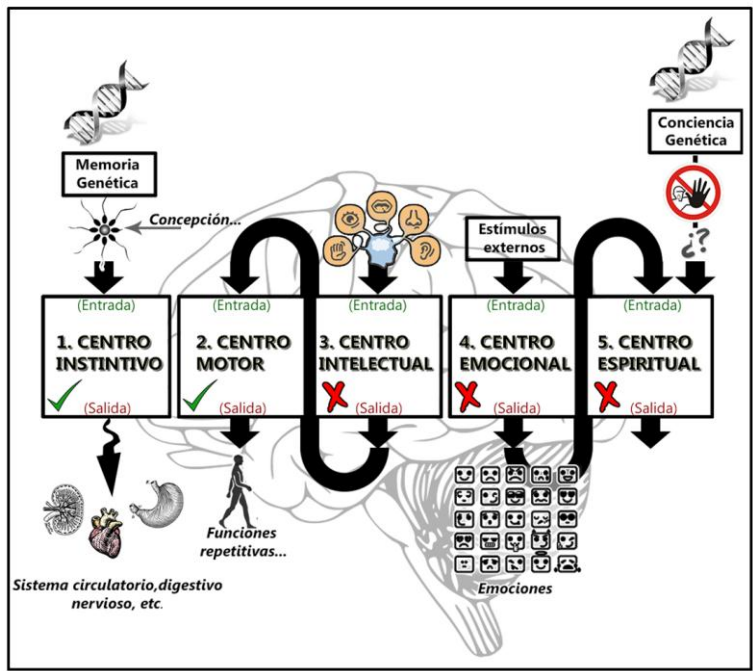 Memoria
Genética
Conciencia
Genética
Concepción...
Estímulos
externos
¿?
(Entrada)
1. CENTRO
INSTINTIVO
(Salida)
(Entrada)
2. CENTRO
MOTOR
(Salida)
(Entrada)
3. CENTRO
INTELECTUAL
(Salida)
(Entrada)
4. CENTRO
EMOCIONAL
(Salida)
(Entrada)
5. CENTRO
ESPIRITUAL
(Salida)
Sistema circulatorio,digestivo
nervioso, etc.
Funciones
repetitivas...
Emociones